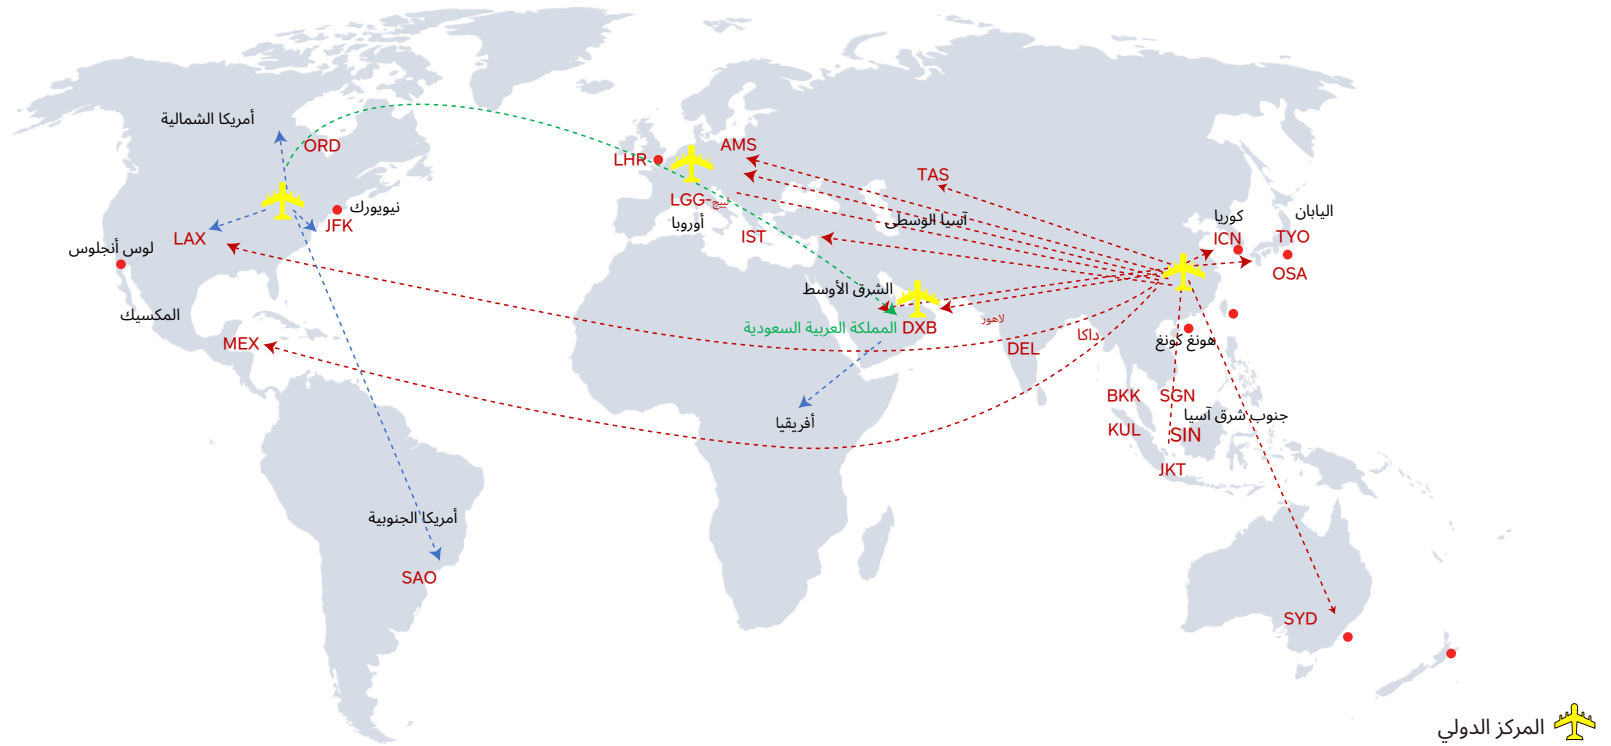 أمريكا الشمالية
ORD
AMS
LHR
TAS
LGG-لييج
نيويورك
JFK
أوروبا
آسيا الوسطى
كوريا
اليابان
LAX
IST
ICN
TYO
لوس أنجلوس
OSA
الشرق الأوسط
المكسيك
المملكة العربية السعودية
DXB
لاهور
داكا
هونغ كونغ
MEX
DEL
BKK
SGN
أفريقيا
جنوب شرق آسيا
KUL
SIN
JKT
أمريكا الجنوبية
SAO
SYD
المركز الدولي